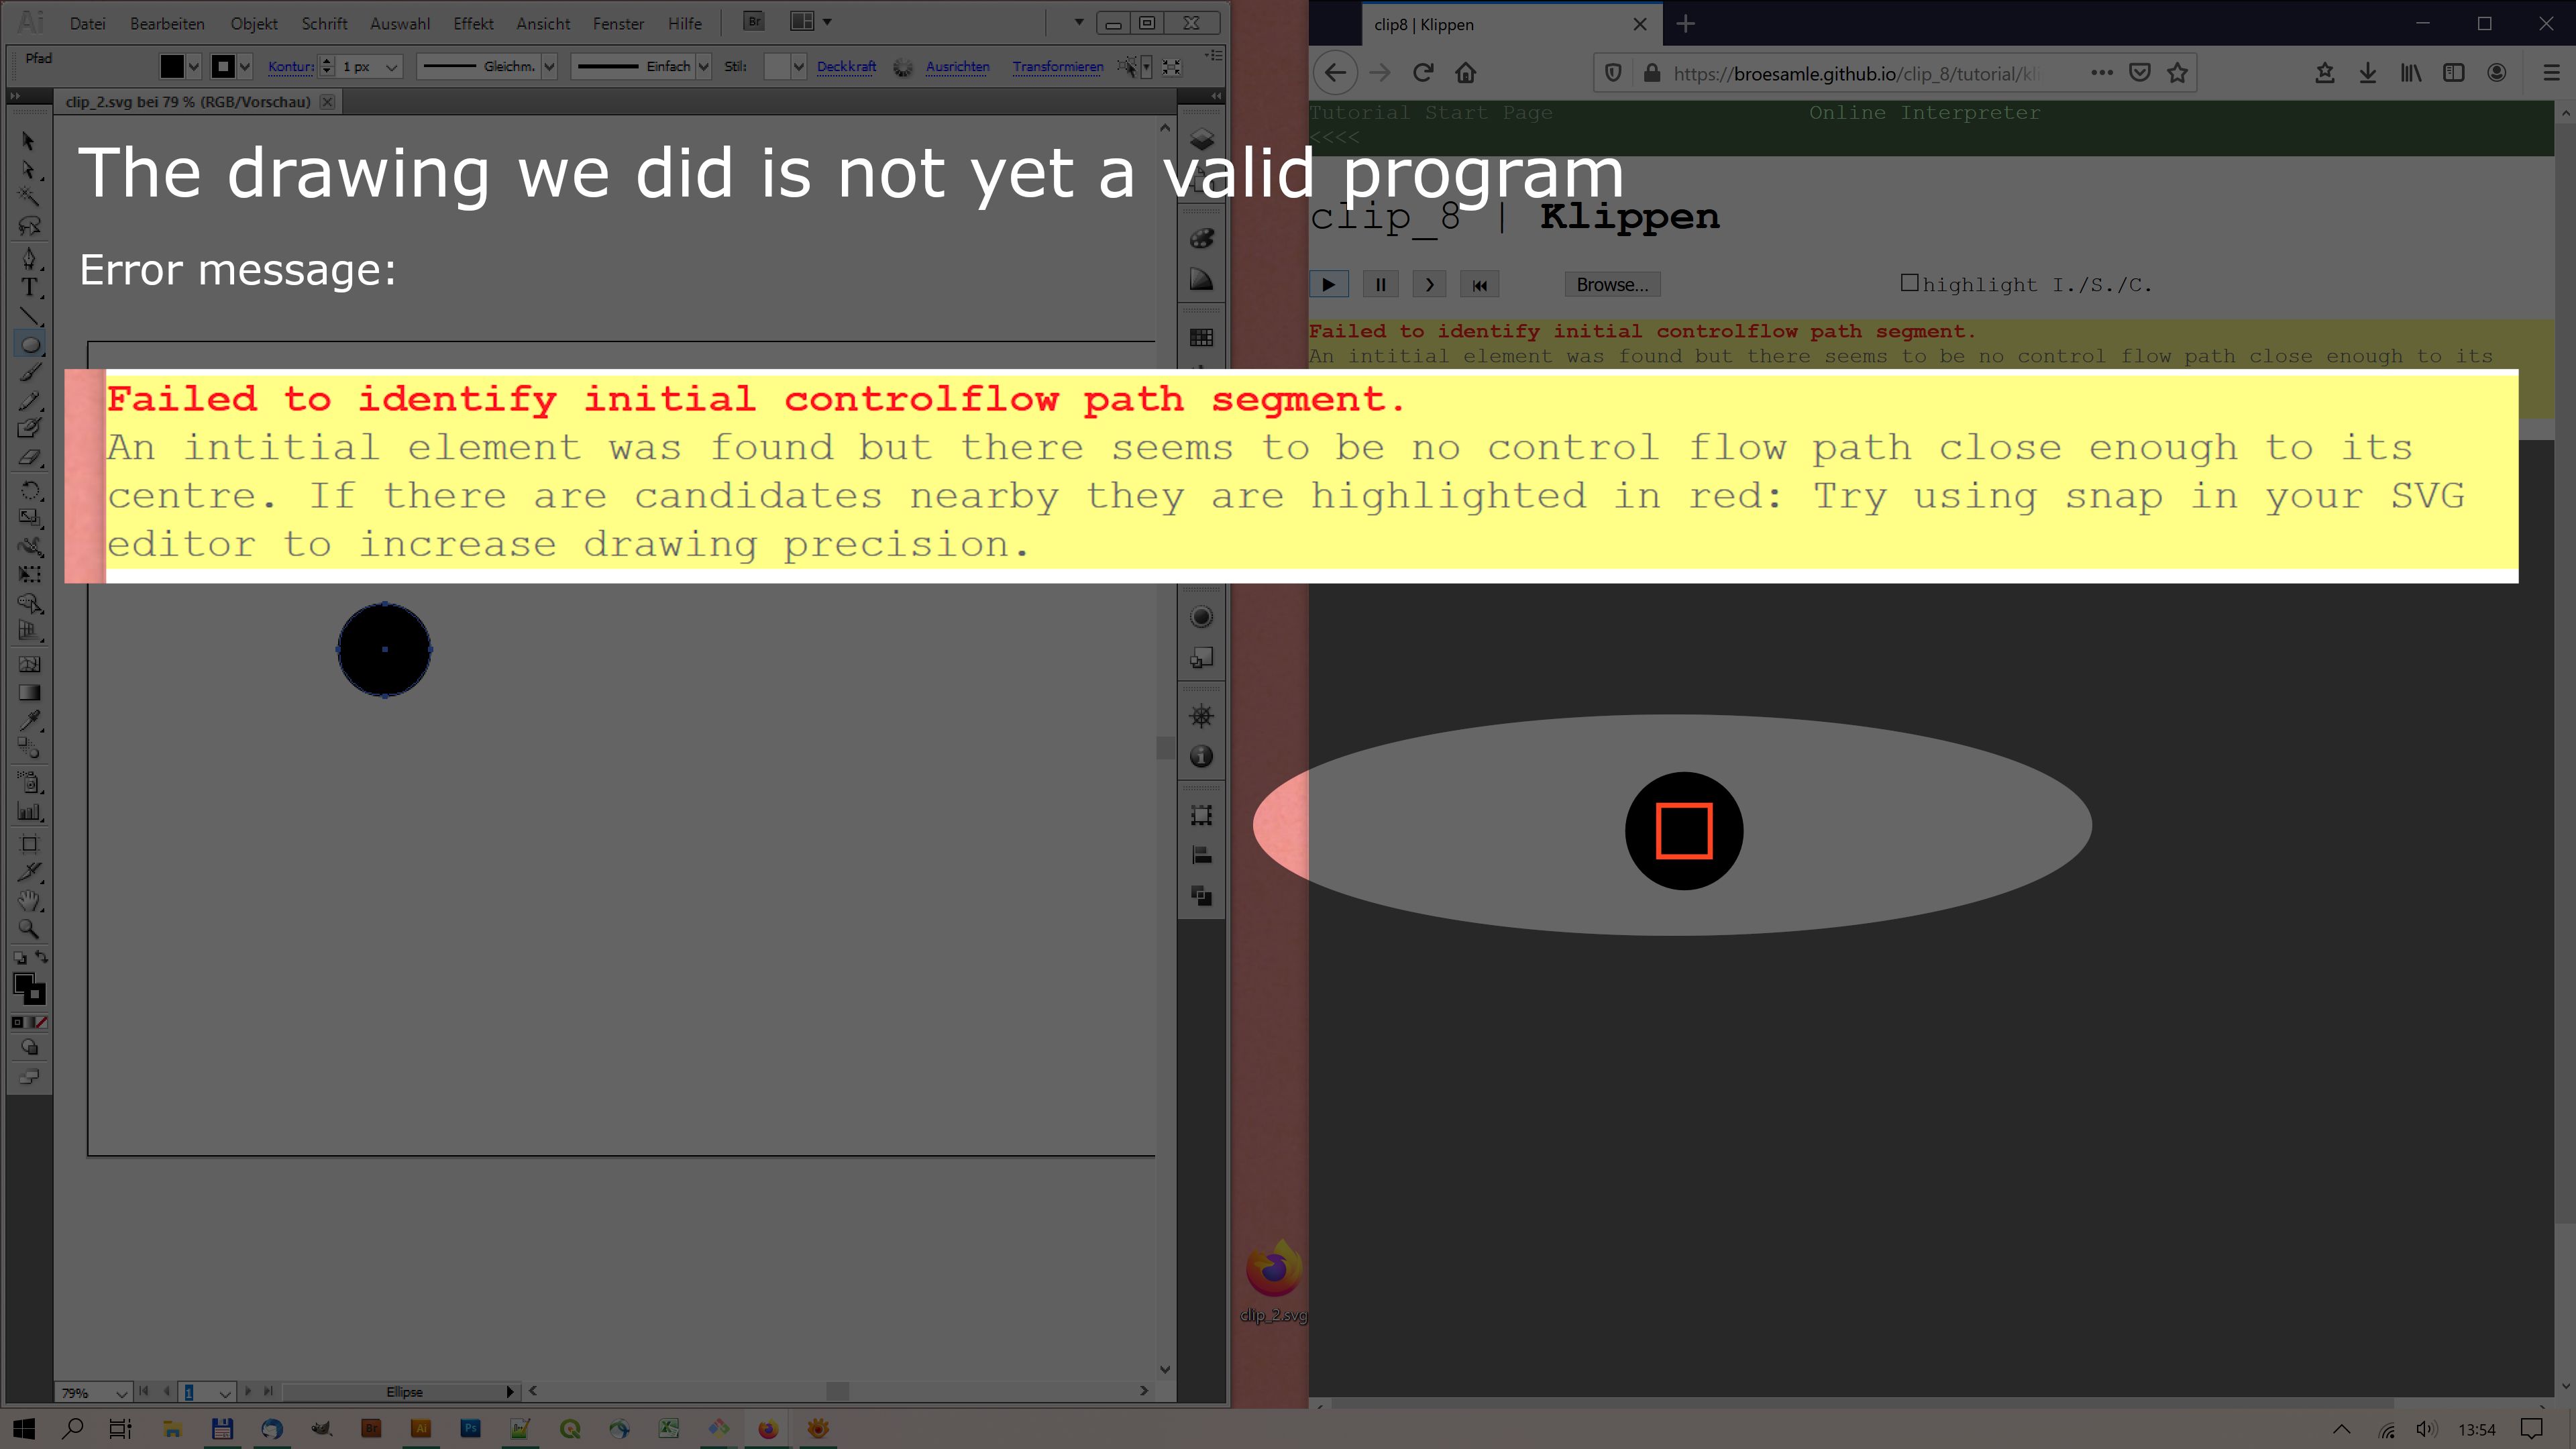 Ai Datei Bearbeiten Objekt Schrift Auswahl Effekt Ansicht Fenster Hilfe Br
clip8 | Klippen
Pfad
Kontur: 1 px Gleichm. Einfach Stil: Deckkraft Ausrichten Transformieren
https://broesamle.github.io/clip_8/tutorial/kli
clip_2.svg bei 79 % (RGB/Vorschau)
Tutorial Start Page Online Interpreter
<<<<
The drawing we did is not yet a valid program
clip_8 | Klippen
Error message:
Browse... highlight I./S./C.
Failed to identify initial controlflow path segment.
An intitial element was found but there seems to be no control flow path close enough to its
Failed to identify initial controlflow path segment.
An intitial element was found but there seems to be no control flow path close enough to its
centre. If there are candidates nearby they are highlighted in red: Try using snap in your SVG
editor to increase drawing precision.
clip_2.svg
79% 1 Ellipse
Br Ai Ps 13:54